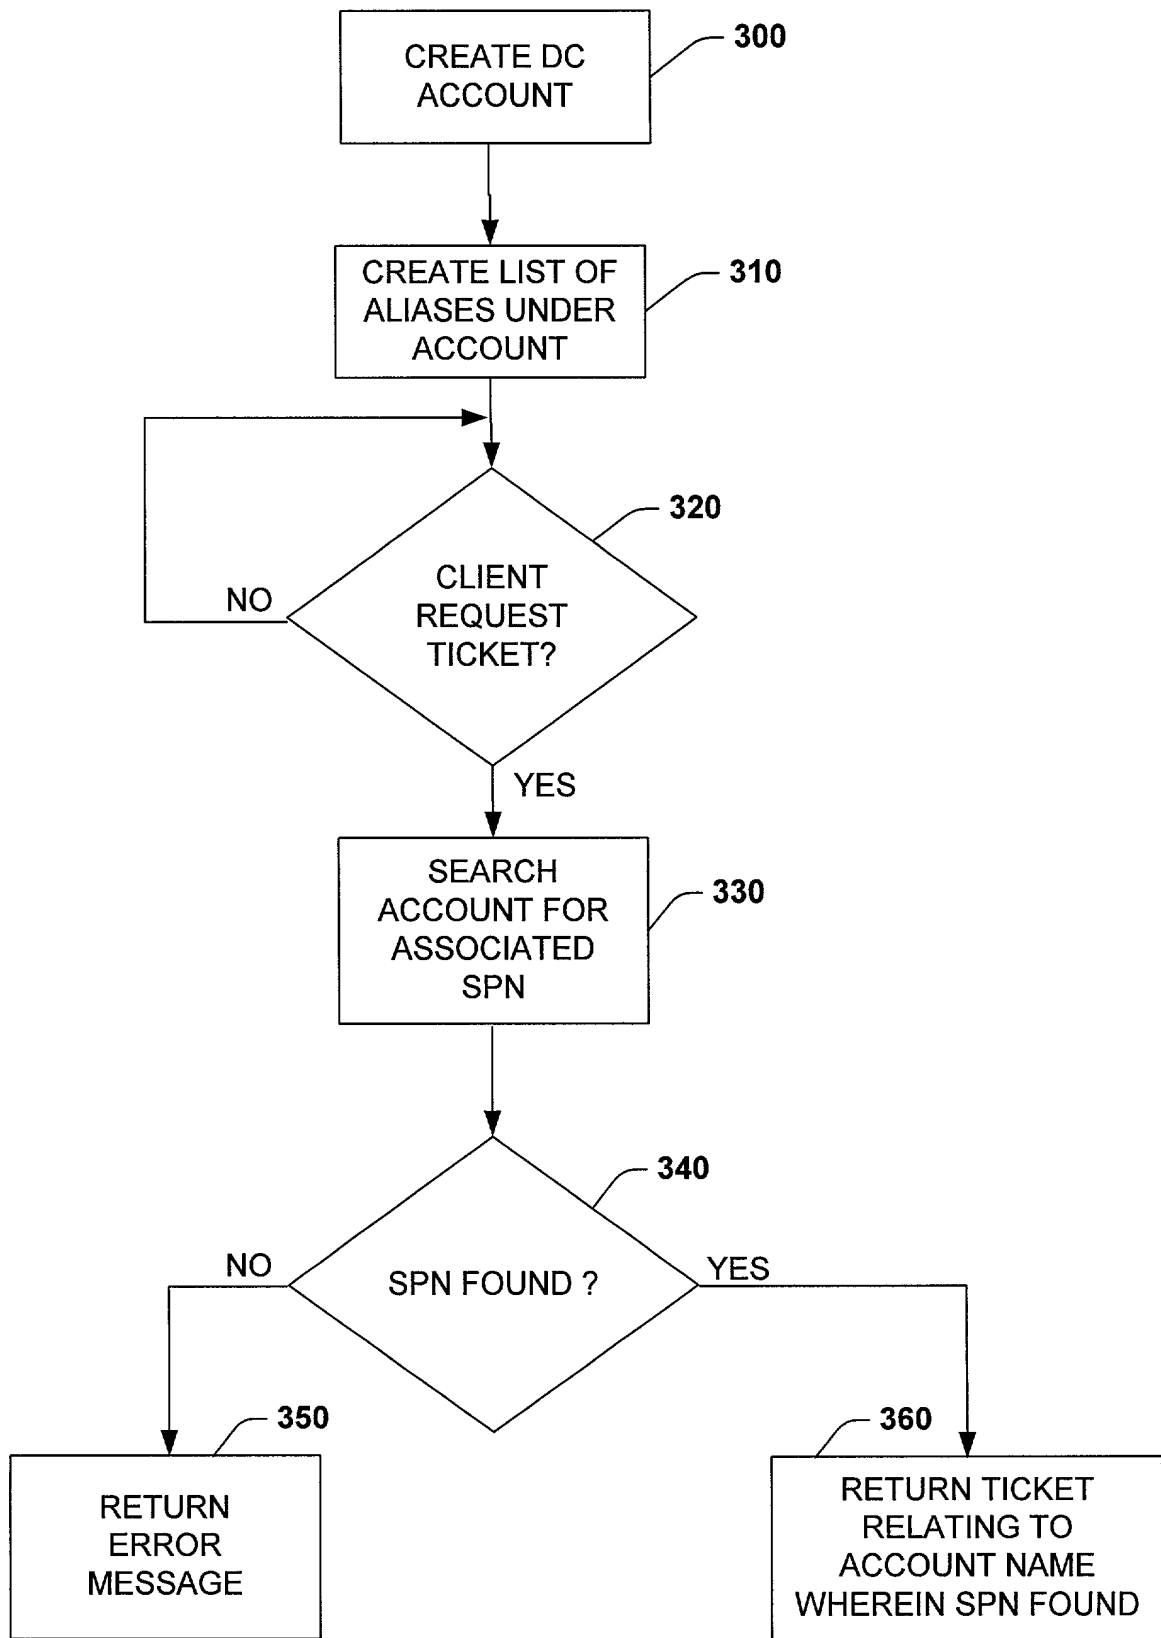 CREATE DC
ACCOUNT
300
CREATE LIST OF
ALIASES UNDER
ACCOUNT
310
320
CLIENT
REQUEST
TICKET?
NO
YES
SEARCH
ACCOUNT FOR
ASSOCIATED
SPN
330
340
SPN FOUND ?
NO
YES
350
RETURN
ERROR
MESSAGE
360
RETURN TICKET
RELATING TO
ACCOUNT NAME
WHEREIN SPN FOUND